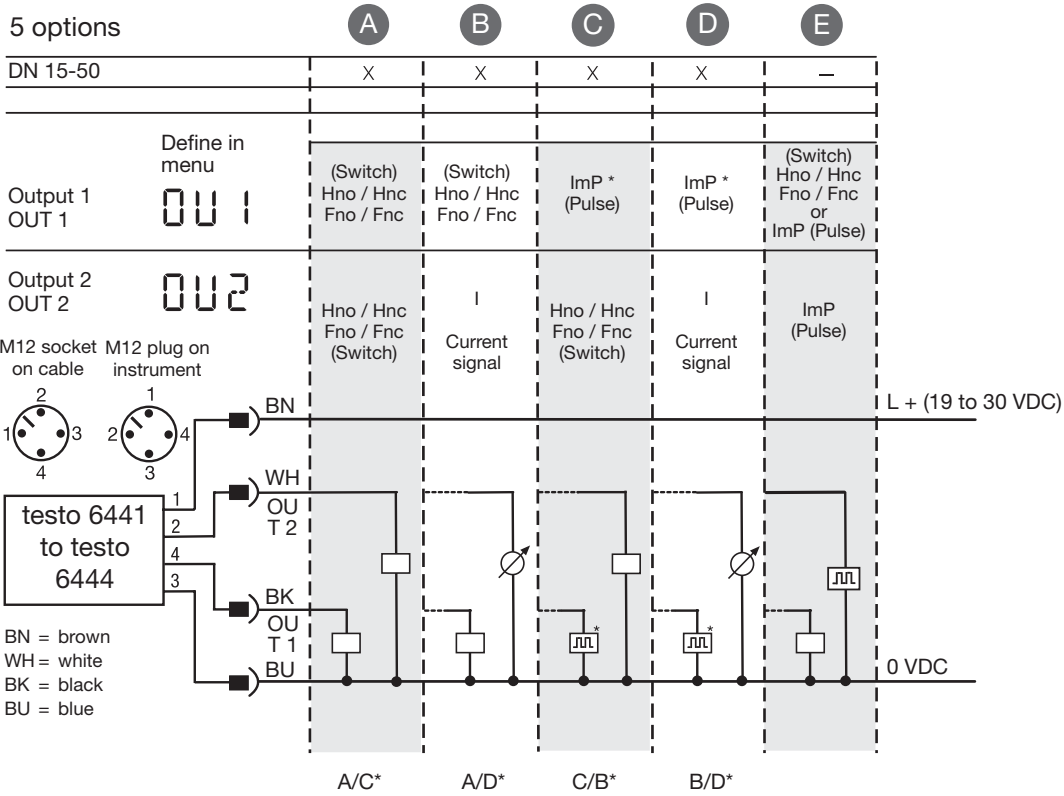 5 options
A B C D E
DN 15-50 X X X X –
Define in
menu
Output 1
OUT 1
OU1
(Switch)
Hno / Hnc
Fno / Fnc
(Switch)
Hno / Hnc
Fno / Fnc
ImP *
(Pulse)
ImP *
(Pulse)
(Switch)
Hno / Hnc
Fno / Fnc
or
ImP (Pulse)
Output 2
OUT 2
OU2
Hno / Hnc
Fno / Fnc
(Switch)
I
Current
signal
Hno / Hnc
Fno / Fnc
(Switch)
I
Current
signal
ImP
(Pulse)
M12 socket
on cable
2
1 3
4
M12 plug on
instrument
1
2 4
3
BN
L + (19 to 30 VDC)
WH
OU
T 2
testo 6441
to testo
6444
1
2
4
3
BK
OU
T 1
* *
BU
0 VDC
BN = brown
WH = white
BK = black
BU = blue
A/C* A/D* C/B* B/D*